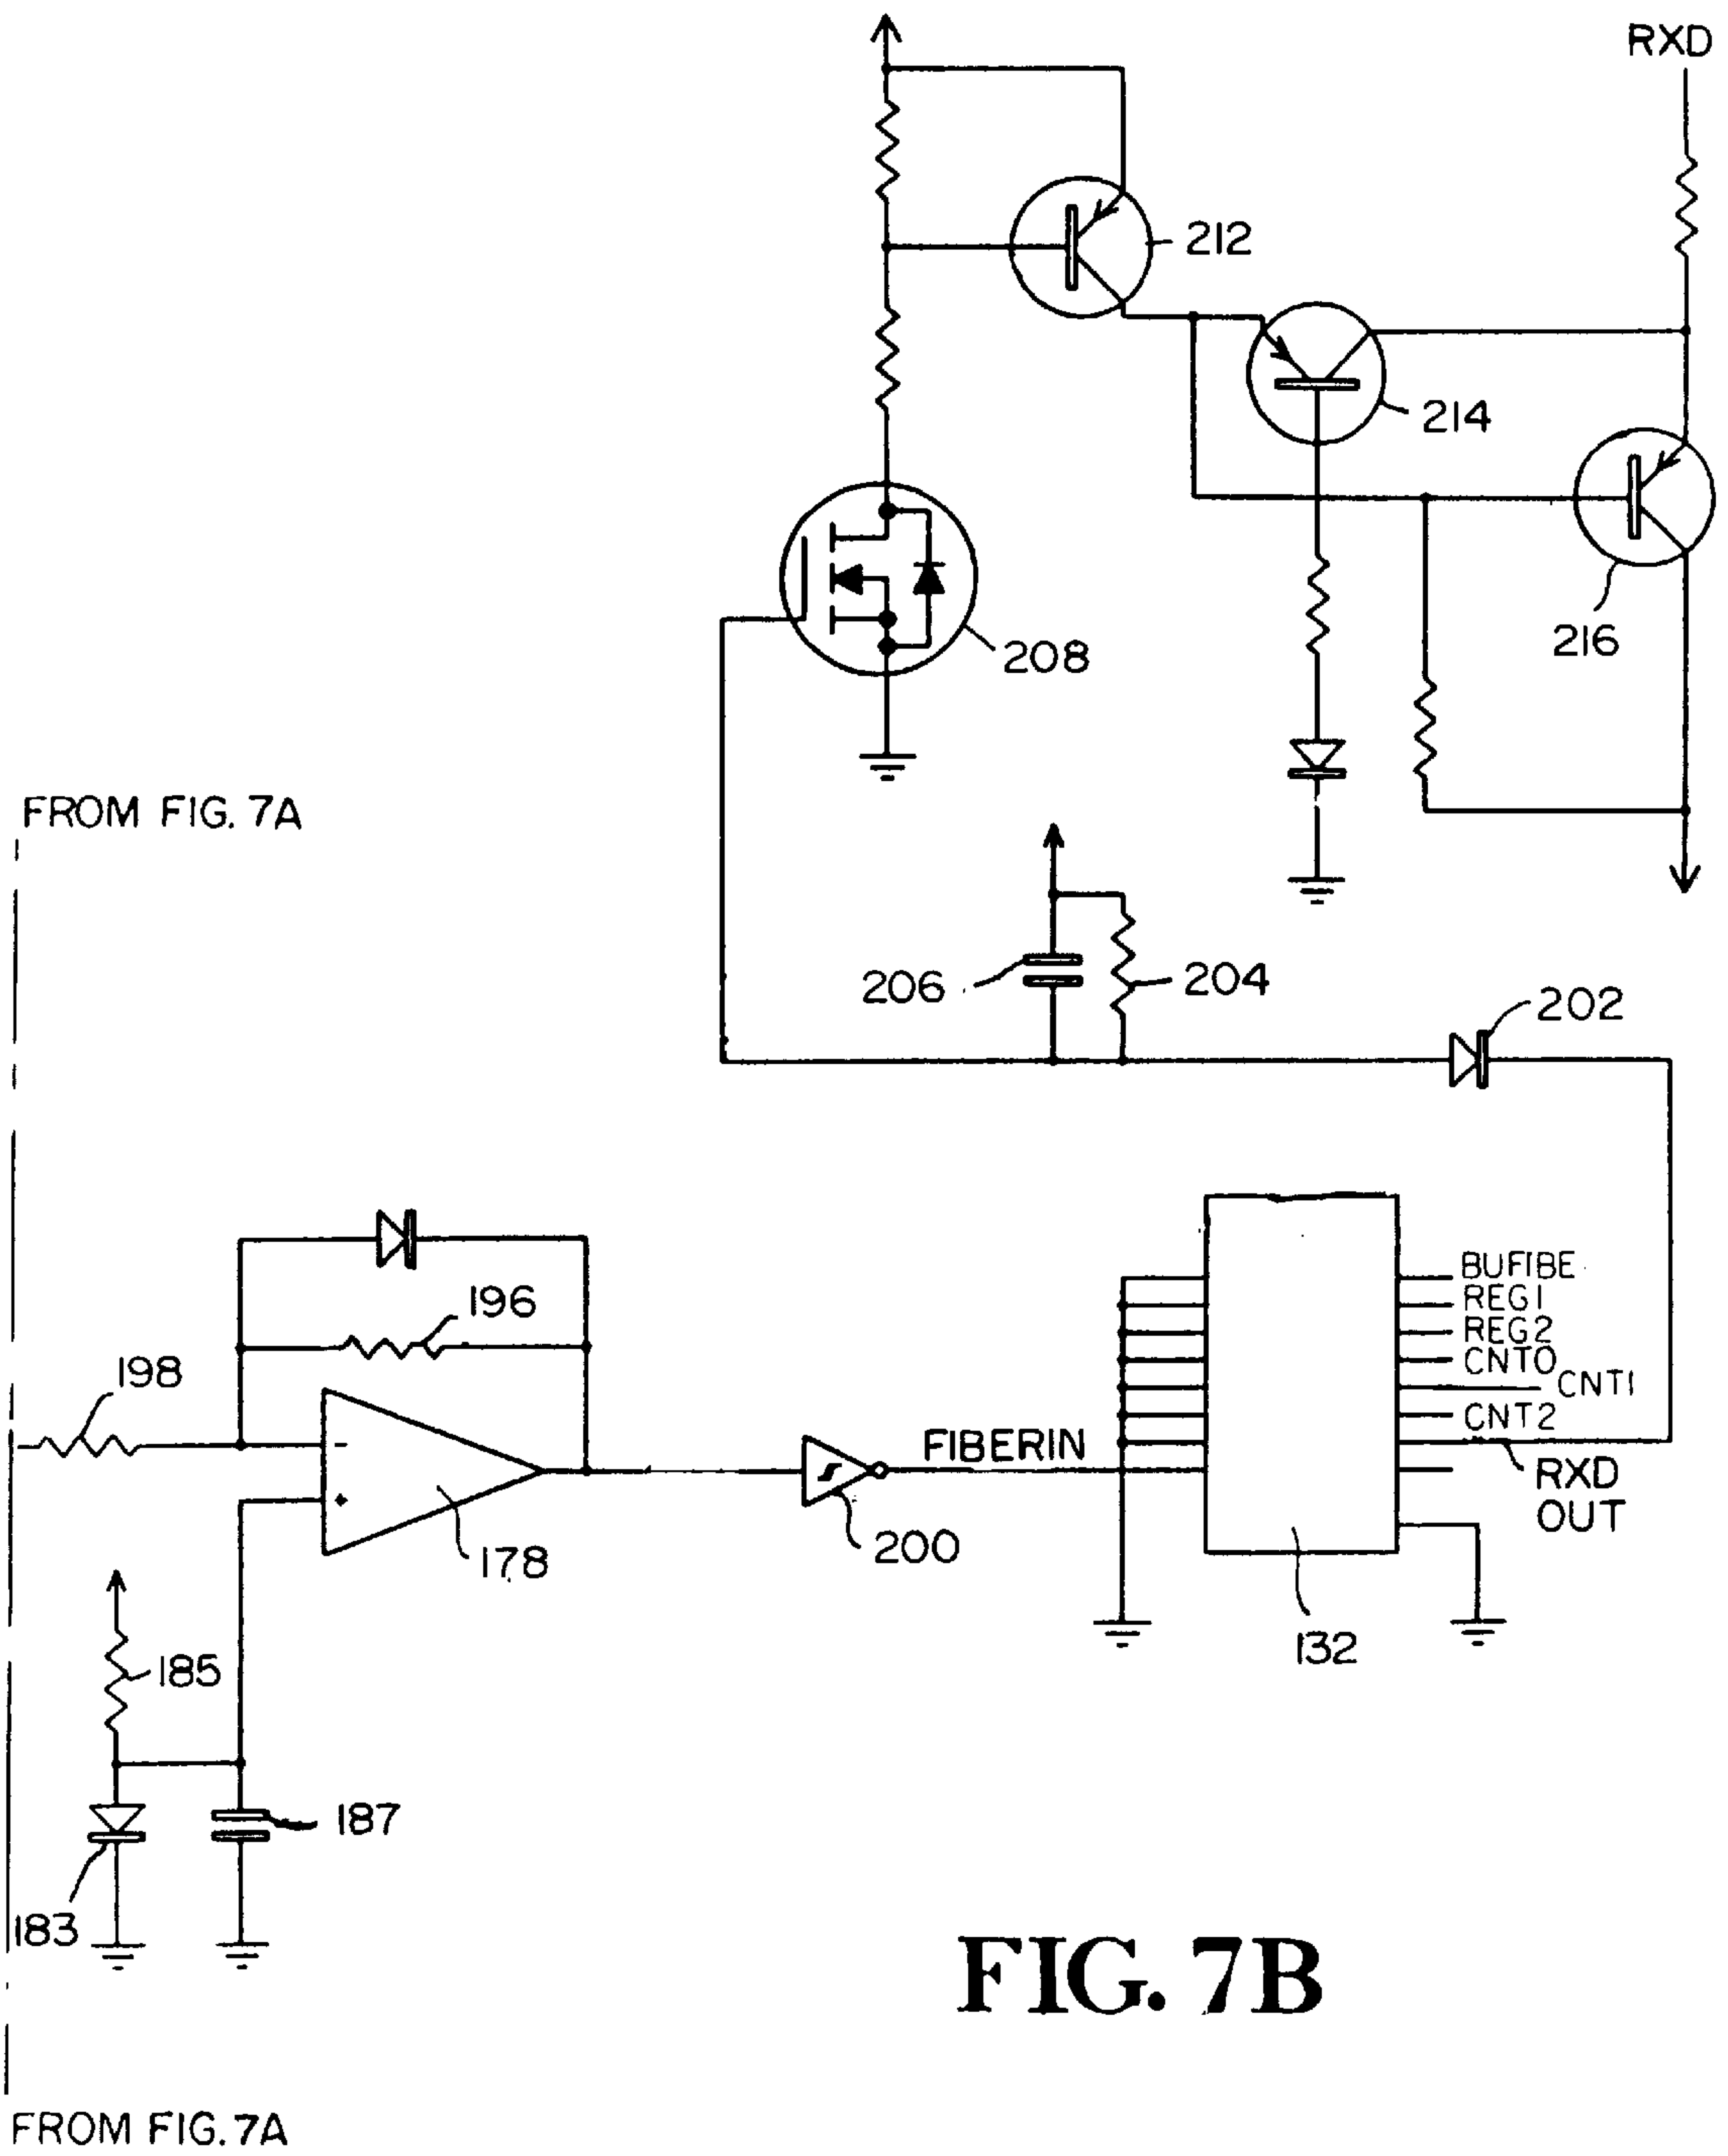 RXD
212
214
216
208
FROM FIG. 7A
206
204
202
BUFIBE
REG1
196
REG2
CNT0
198
CNT1
CNT2
FIBERIN
RXD
OUT
200
178
132
185
187
183
FIG. 7B
FROM FIG. 7A